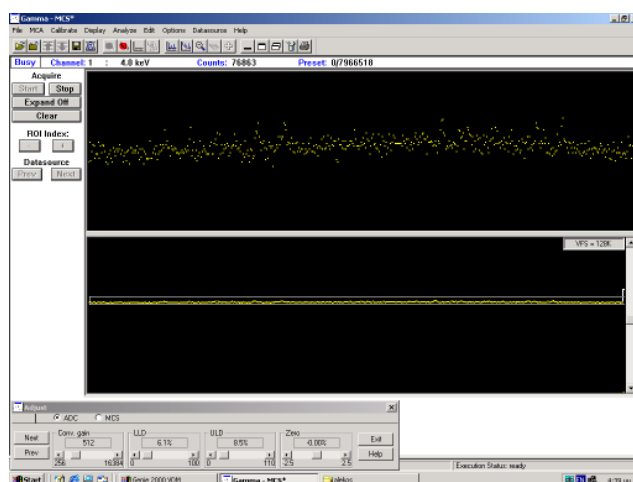 Gamma - MCS*
File MCA Calibrate Display Analyze Edit Options Datasource Help
Busy Channel: 1 : 4.0 keV Counts: 76863 Preset: 0/7966518
Acquire
Start Stop
Expand Off
Clear
ROI Index:
- +
Datasource
Prev Next
VFS = 128K
Adjust
ADC MCS
Next Conv. gain LLD ULD Zero Exit
512 6.1% 8.5% -0.00%
Prev Help
256 16384 0 100 0 110 -2.5 2.5
Execution Status: ready
Start Genie 2000 VDM Gamma - MCS*